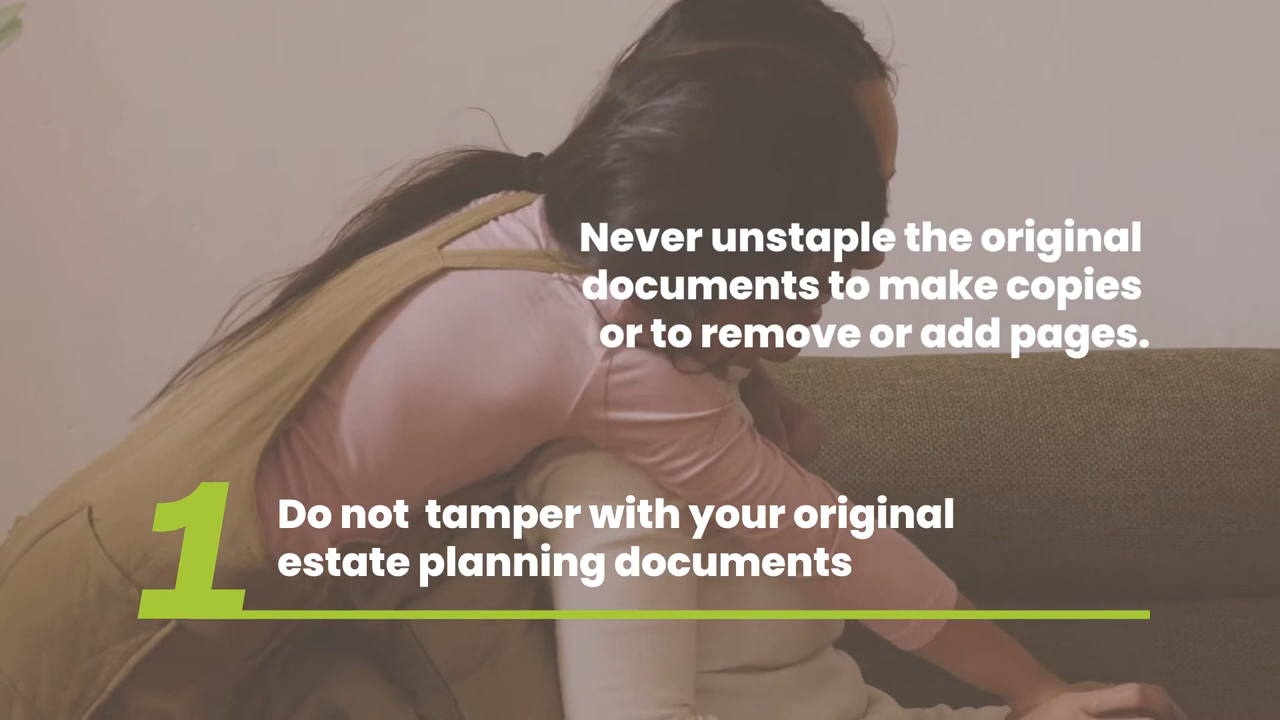 Never unstaple the original
documents to make copies
or to remove or add pages.
1
Do not  tamper with your original
estate planning documents